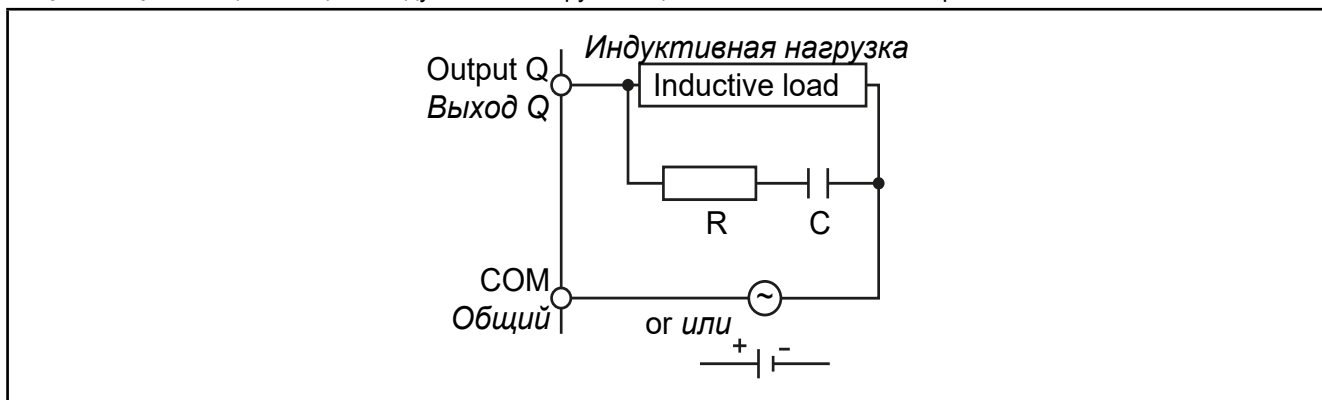 Индуктивная нагрузка
Output Q
Inductive load
Выход Q
R
C
COM
~
Общий
or или
+ −